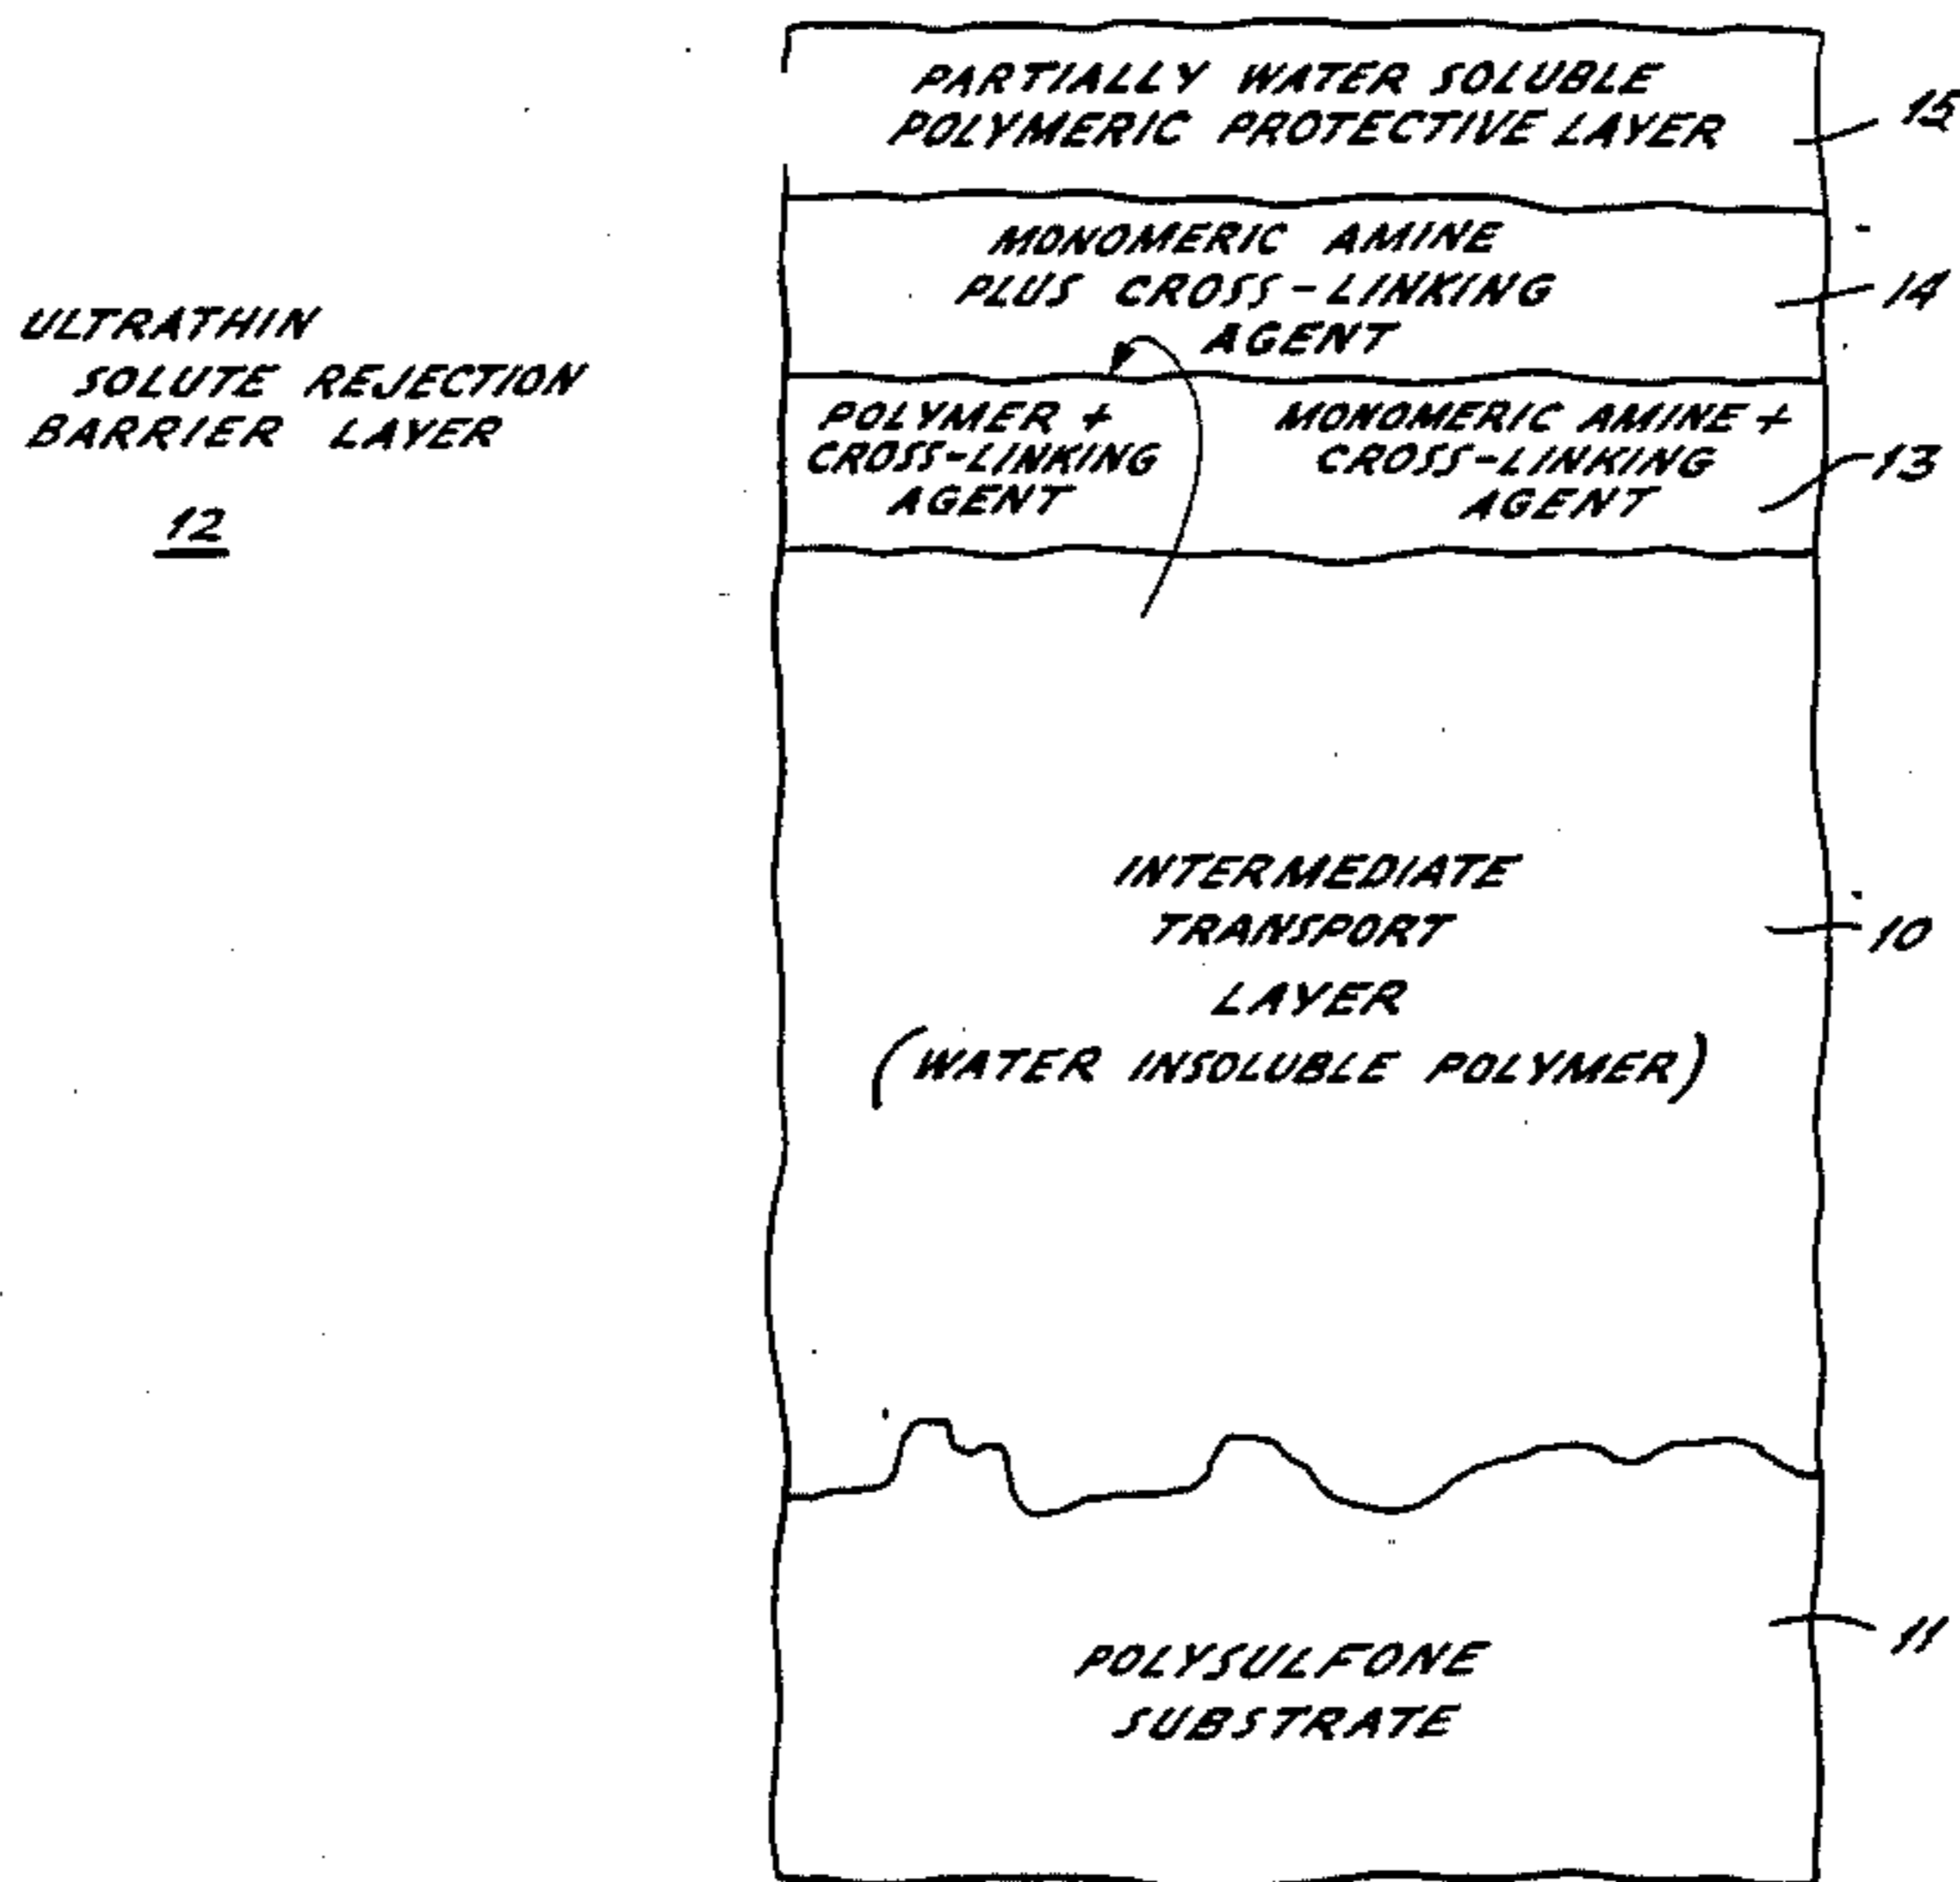 PARTIALLY WATER SOLUBLE
POLYMERIC PROTECTIVE LAYER
15
MONOMERIC AMINE
PLUS CROSS-LINKING
AGENT
14
ULTRATHIN
SOLUTE REJECTION
BARRIER LAYER
12
POLYMER +
CROSS-LINKING
AGENT
MONOMERIC AMINE +
CROSS-LINKING
AGENT
13
INTERMEDIATE
TRANSPORT
LAYER
(WATER INSOLUBLE POLYMER)
10
POLYSULFONE
SUBSTRATE
11